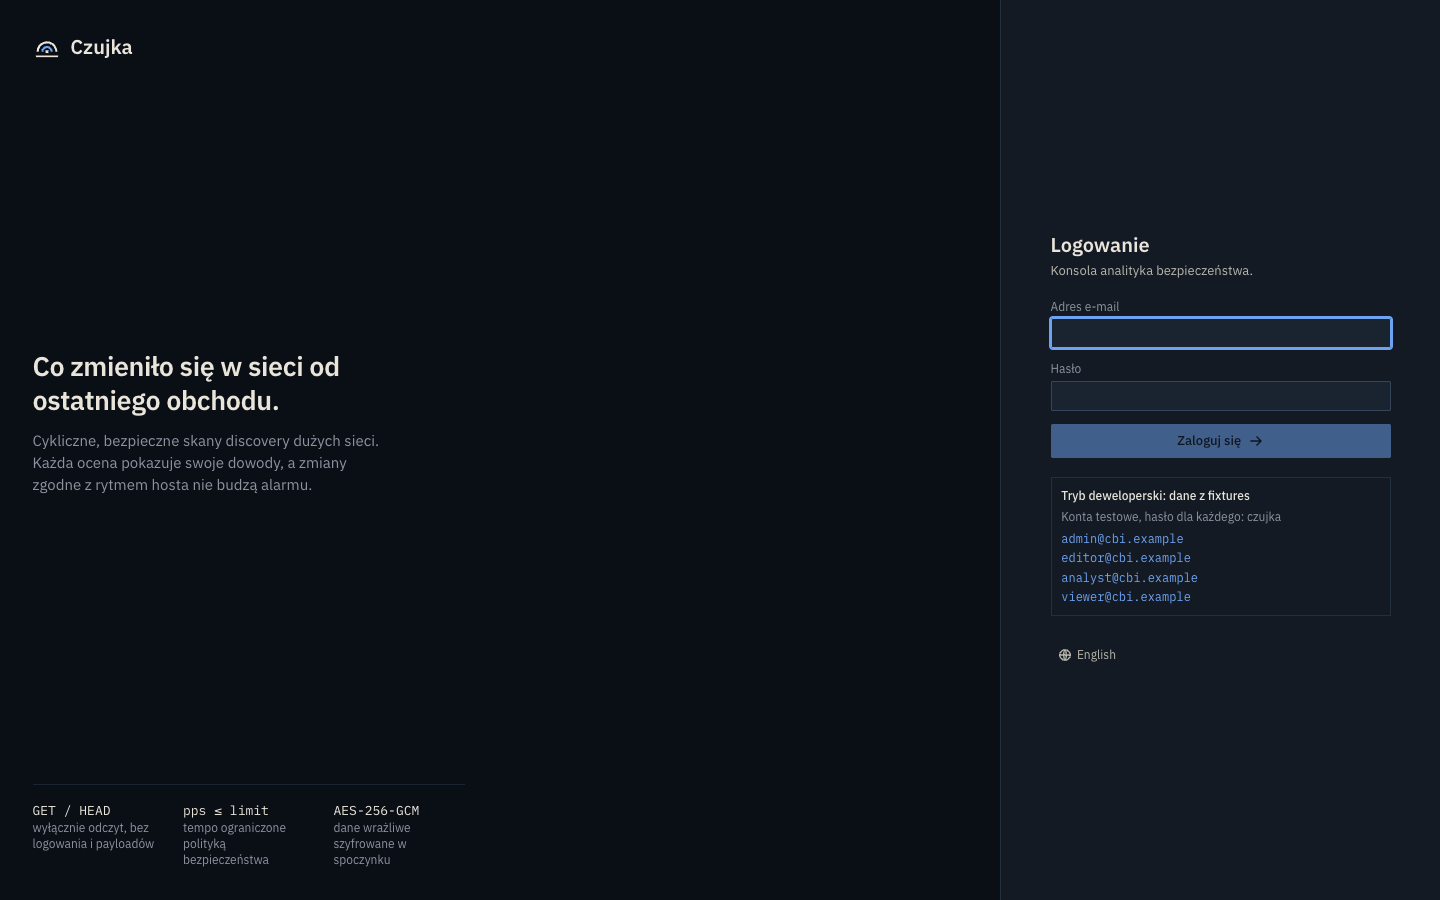 Czujka
Co zmieniło się w sieci od
ostatniego obchodu.
Cykliczne, bezpieczne skany discovery dużych sieci.
Każda ocena pokazuje swoje dowody, a zmiany
zgodne z rytmem hosta nie budzą alarmu.
GET / HEAD
wyłącznie odczyt, bez
logowania i payloadów
pps ≤ limit
tempo ograniczone
polityką
bezpieczeństwa
AES-256-GCM
dane wrażliwe
szyfrowane w
spoczynku
Logowanie
Konsola analityka bezpieczeństwa.
Adres e-mail
Hasło
Zaloguj się →
Tryb deweloperski: dane z fixtures
Konta testowe, hasło dla każdego: czujka
admin@cbi.example
editor@cbi.example
analyst@cbi.example
viewer@cbi.example
English